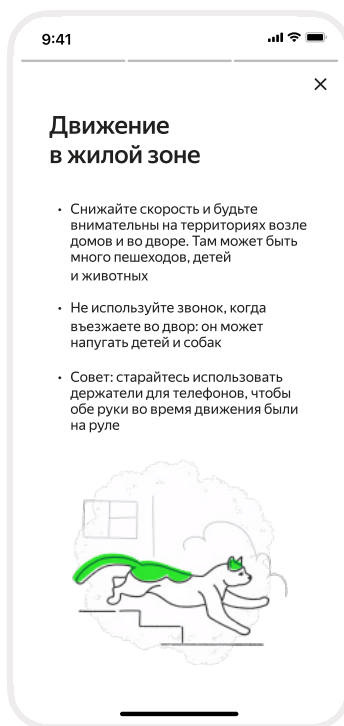 9:41
Движение
в жилой зоне
• Снижайте скорость и будьте
внимательны на территориях возле
домов и во дворе. Там может быть
много пешеходов, детей
и животных
• Не используйте звонок, когда
въезжаете во двор: он может
напугать детей и собак
• Совет: старайтесь использовать
держатели для телефонов, чтобы
обе руки во время движения были
на руле